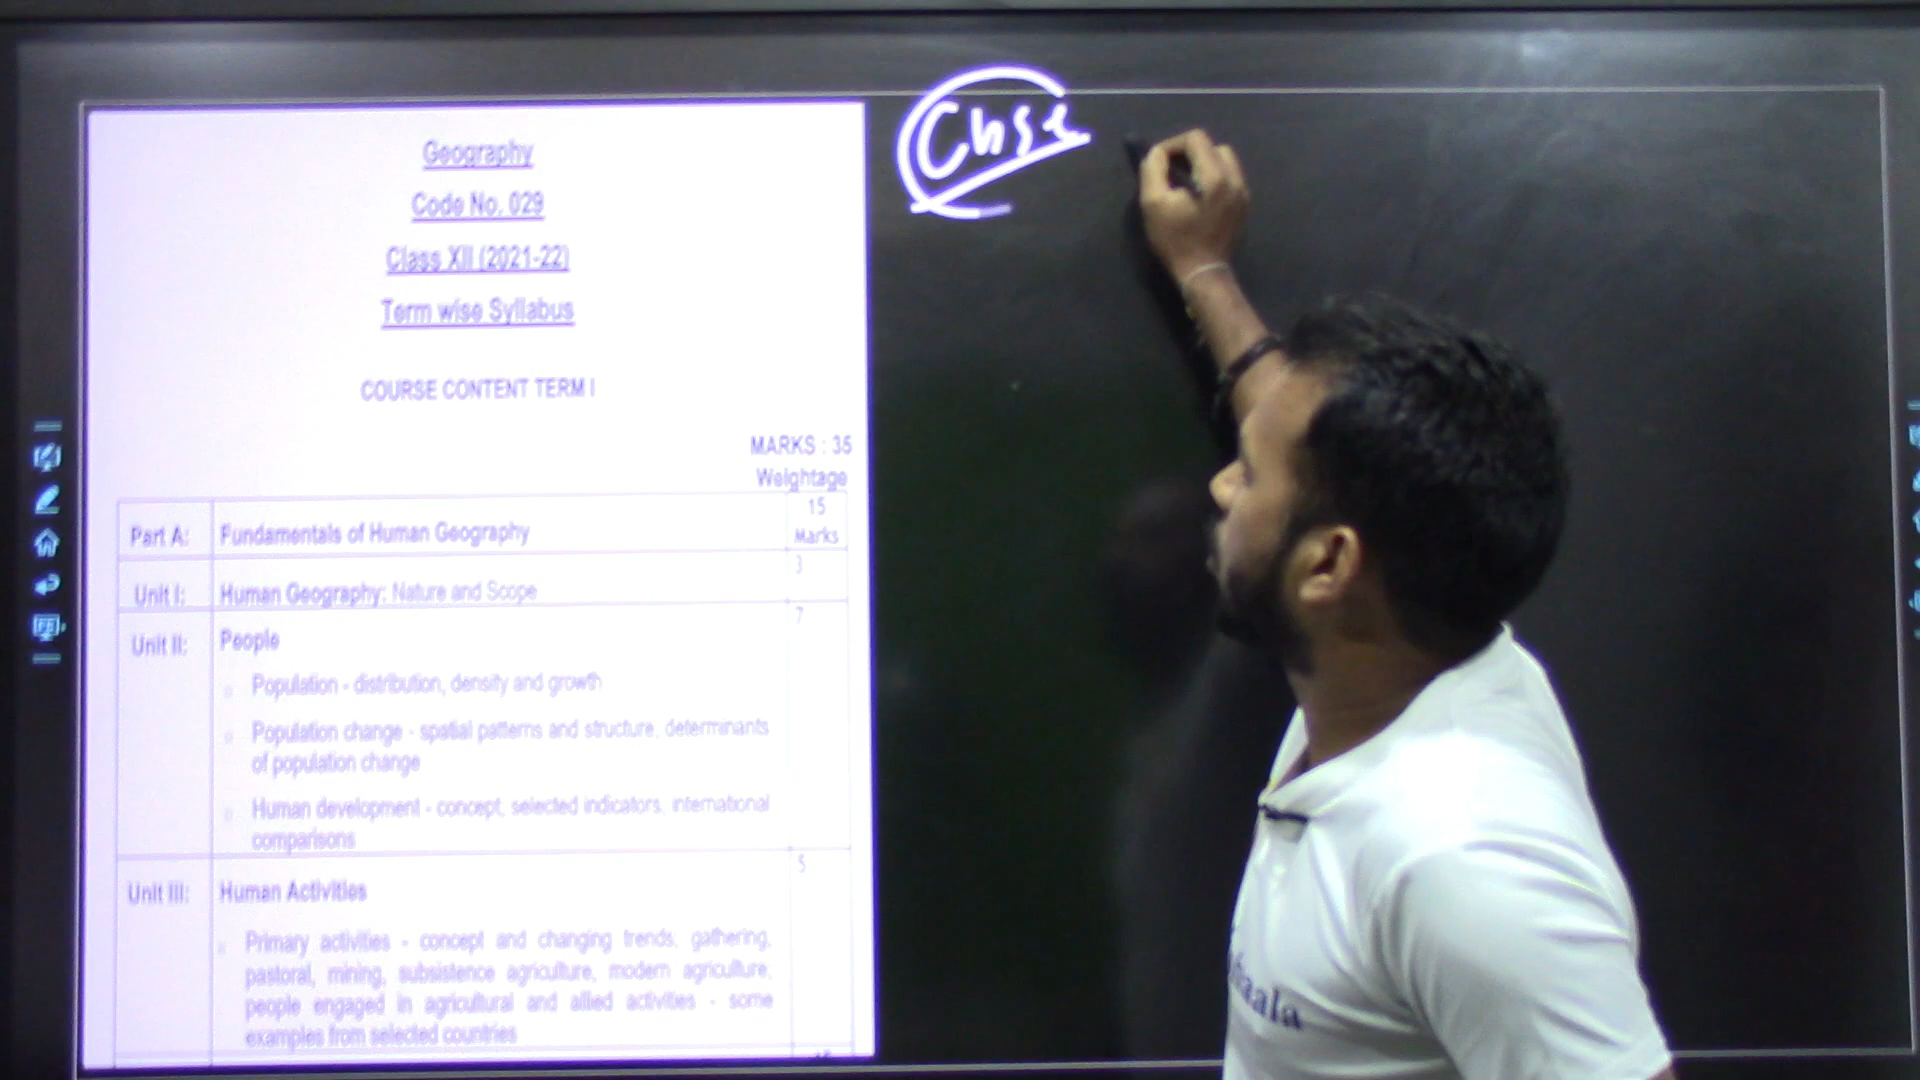 Geography
Code No. 029
Class XII (2021-22)
Term wise Syllabus
COURSE CONTENT TERM I
MARKS : 35
Weightage
Part A: Fundamentals of Human Geography 15 Marks
Unit I: Human Geography: Nature and Scope 3
Unit II: People 7
Population - distribution, density and growth
Population change - spatial patterns and structure, determinants
of population change
Human development - concept, selected indicators, international
comparisons
Unit III: Human Activities 5
Primary activities - concept and changing trends; gathering,
pastoral, mining, subsistence agriculture, modern agriculture;
people engaged in agricultural and allied activities - some
examples from selected countries